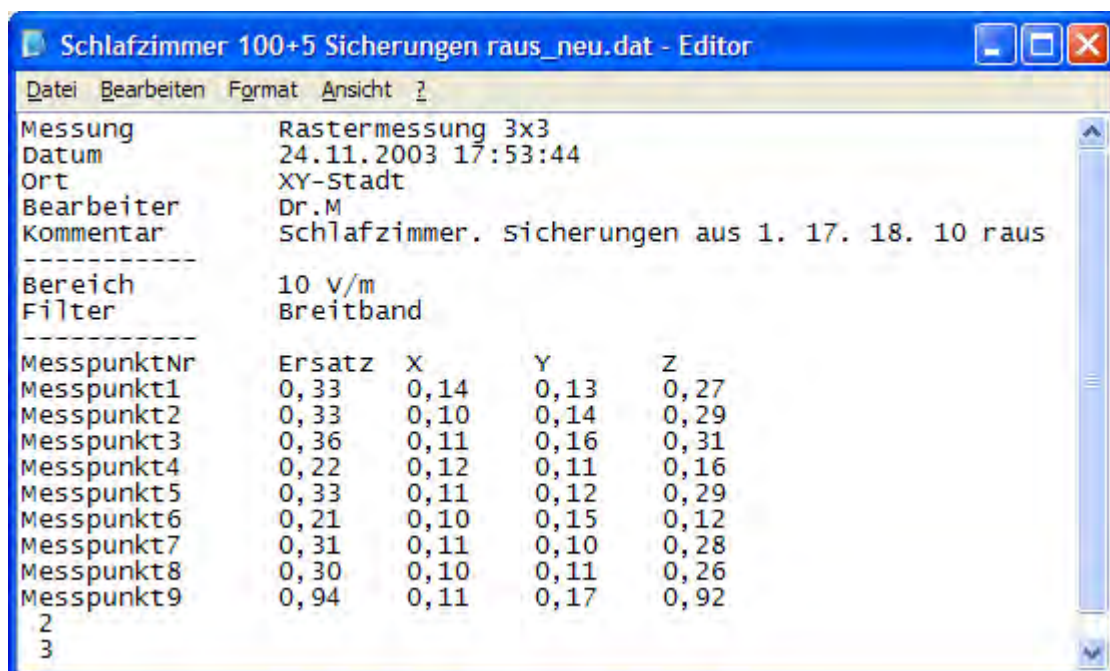 Schlafzimmer 100+5 Sicherungen raus_neu.dat - Editor
Datei Bearbeiten Format Ansicht ?
Messung Rastermessung 3x3
Datum 24.11.2003 17:53:44
Ort XY-Stadt
Bearbeiter Dr.M
Kommentar Schlafzimmer. Sicherungen aus 1. 17. 18. 10 raus
-----------
Bereich 10 V/m
Filter Breitband
-----------
MesspunktNr Ersatz X Y Z
Messpunkt1 0,33 0,14 0,13 0,27
Messpunkt2 0,33 0,10 0,14 0,29
Messpunkt3 0,36 0,11 0,16 0,31
Messpunkt4 0,22 0,12 0,11 0,16
Messpunkt5 0,33 0,11 0,12 0,29
Messpunkt6 0,21 0,10 0,15 0,12
Messpunkt7 0,31 0,11 0,10 0,28
Messpunkt8 0,30 0,10 0,11 0,26
Messpunkt9 0,94 0,11 0,17 0,92
2
3